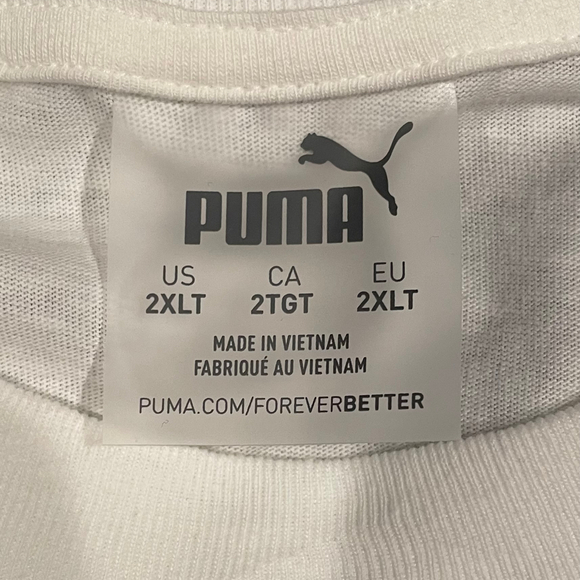 PUMA
US CA EU
2XLT 2TGT 2XLT
MADE IN VIETNAM
FABRIQUÉ AU VIETNAM
PUMA.COM/FOREVERBETTER